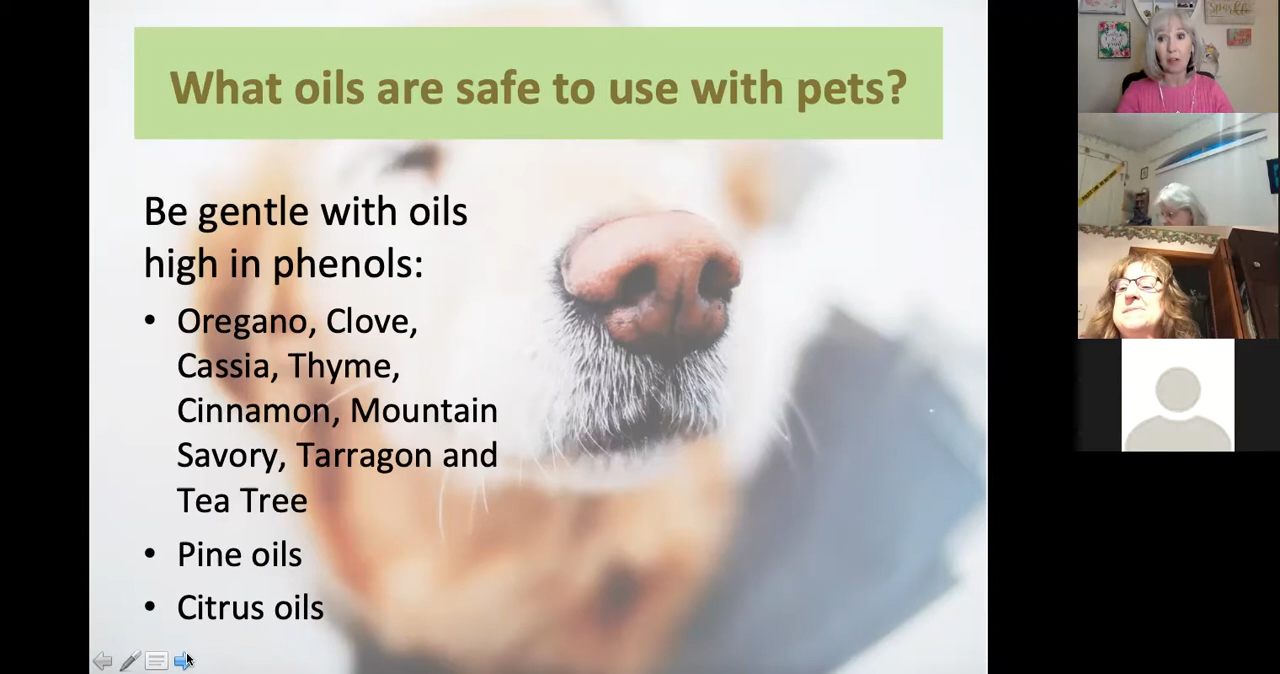 What oils are safe to use with pets?
Be gentle with oils
high in phenols:
• Oregano, Clove,
Cassia, Thyme,
Cinnamon, Mountain
Savory, Tarragon and
Tea Tree
• Pine oils
• Citrus oils
Sparkle